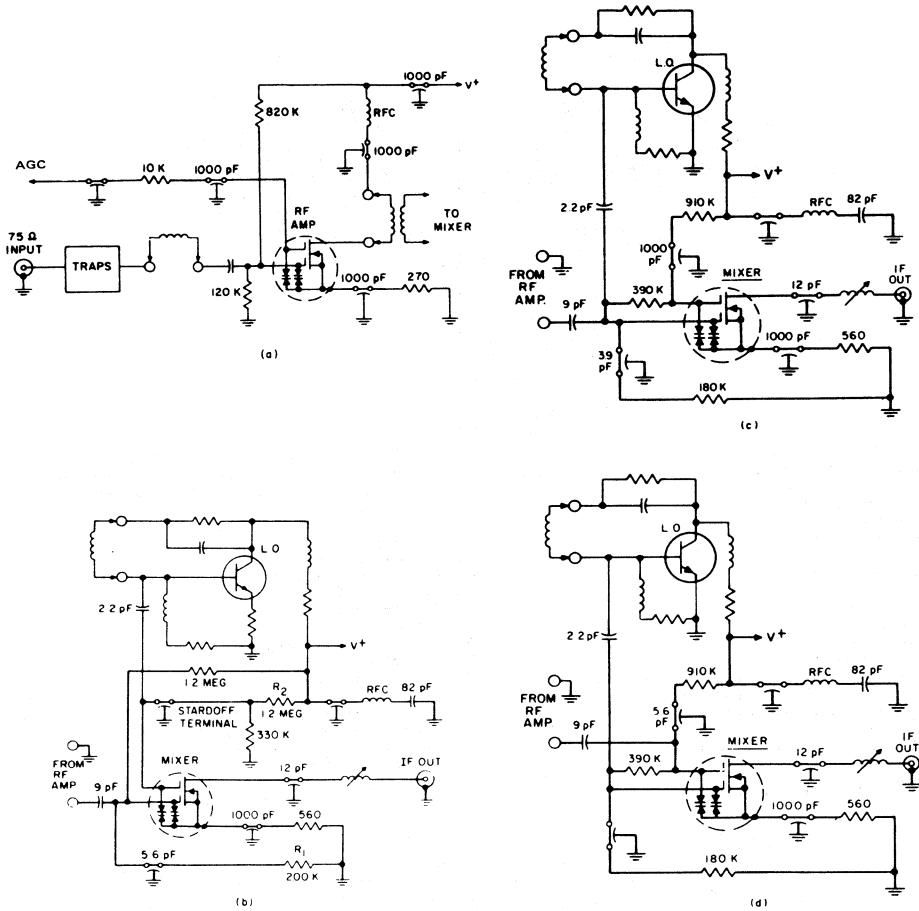 1000 pF
V+
820 K
RFC
1000 pF
AGC
10 K
1000 pF
RF
AMP
TO
MIXER
75 Ω
INPUT
TRAPS
120 K
1000 pF
270
(a)
L.O.
V+
2.2 pF
910 K
RFC
82 pF
1000
pF
FROM
RF
AMP.
9 pF
390 K
MIXER
12 pF
IF
OUT
39
pF
1000 pF
560
180 K
(c)
L O
2 2 pF
V+
1 2 MEG
R2
1 2 MEG
STARDOFF
TERMINAL
RFC
82 pF
330 K
FROM
RF
AMP
9 pF
MIXER
12 pF
IF OUT
1000 pF
560
5 6 pF
R1
200 K
(b)
L O
2 2 pF
V+
910 K
RFC
82 pF
FROM
RF
AMP.
9 pF
5.6
pF
390 K
MIXER
12 pF
IF
OUT
1000 pF
560
180 K
(d)